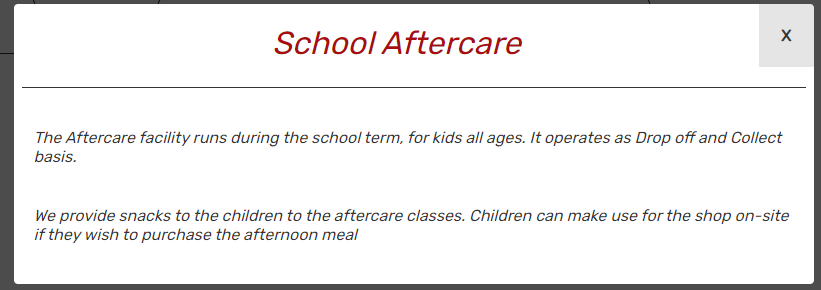 School Aftercare
X
The Aftercare facility runs during the school term, for kids all ages. It operates as Drop off and Collect
basis.
We provide snacks to the children to the aftercare classes. Children can make use for the shop on-site
if they wish to purchase the afternoon meal